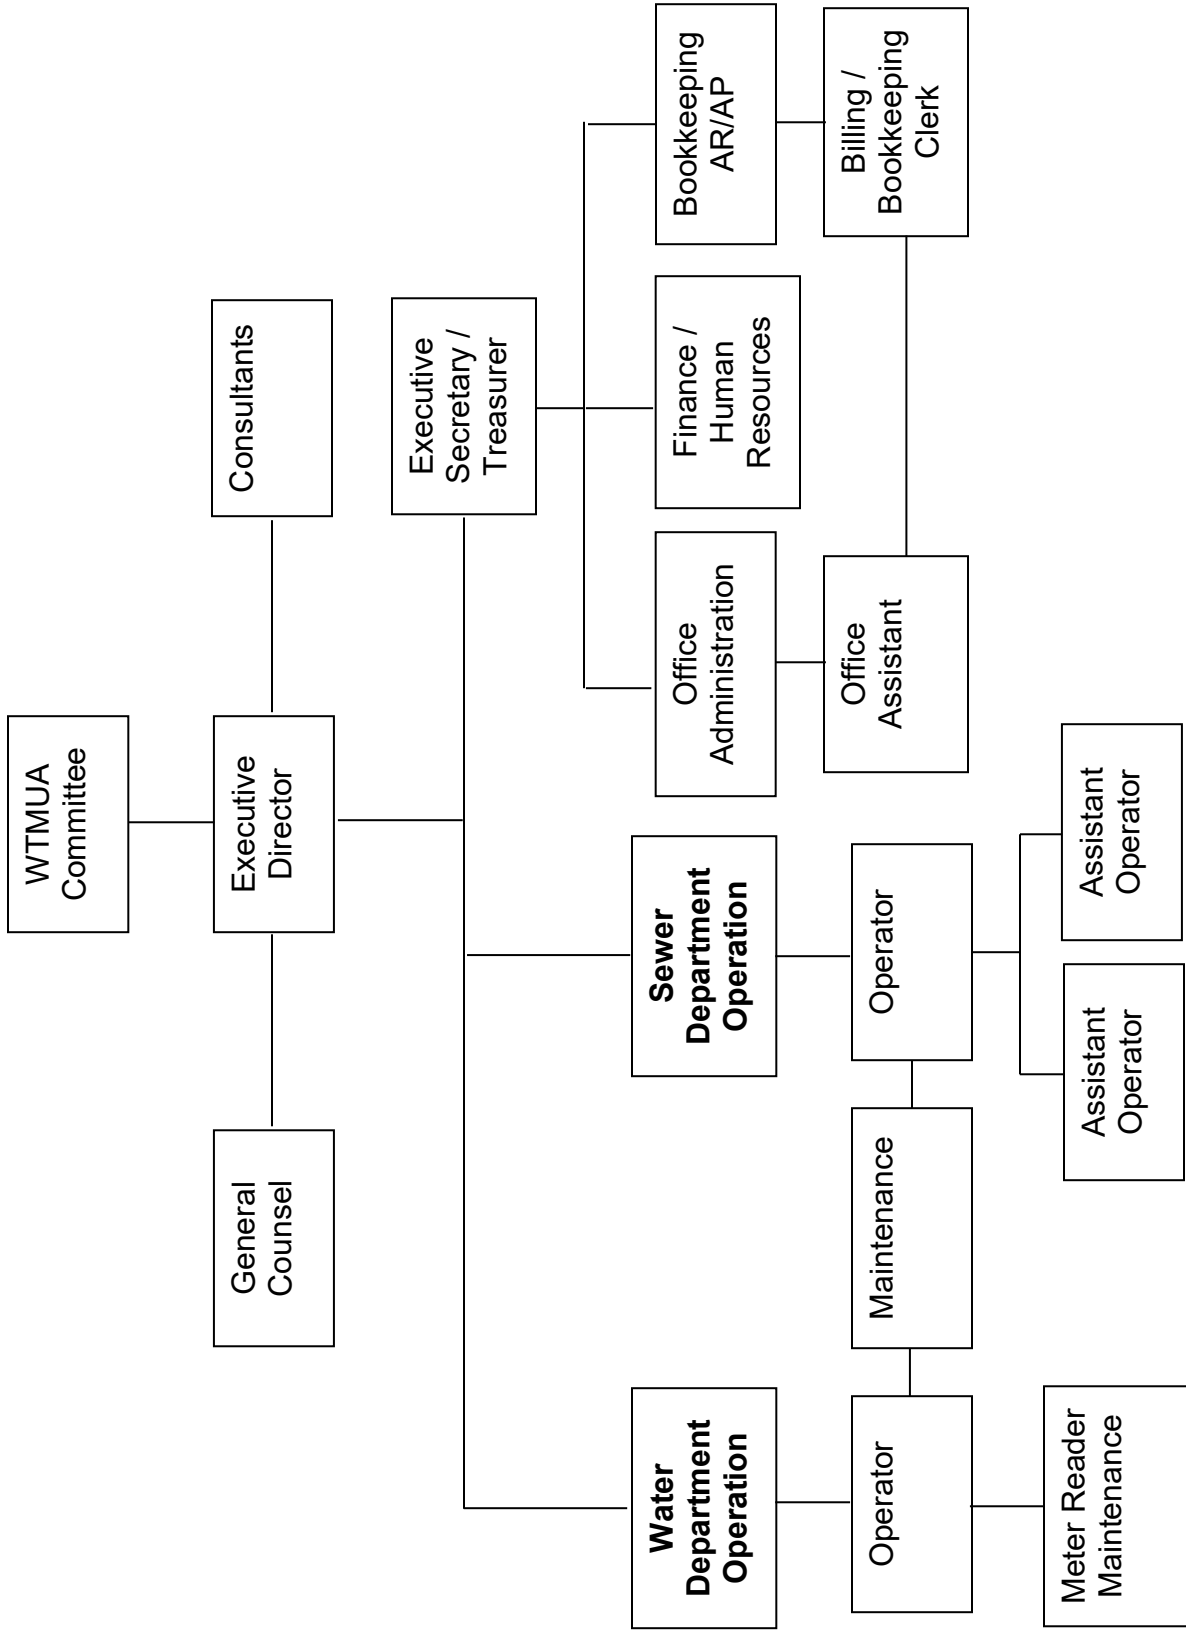 WTMUA
Committee
General
Counsel
Executive
Director
Consultants
Executive
Secretary /
Treasurer
Water
Department
Operation
Sewer
Department
Operation
Office
Administration
Finance /
Human
Resources
Bookkeeping
AR/AP
Operator
Maintenance
Operator
Office
Assistant
Billing /
Bookkeeping
Clerk
Meter Reader
Maintenance
Assistant
Operator
Assistant
Operator